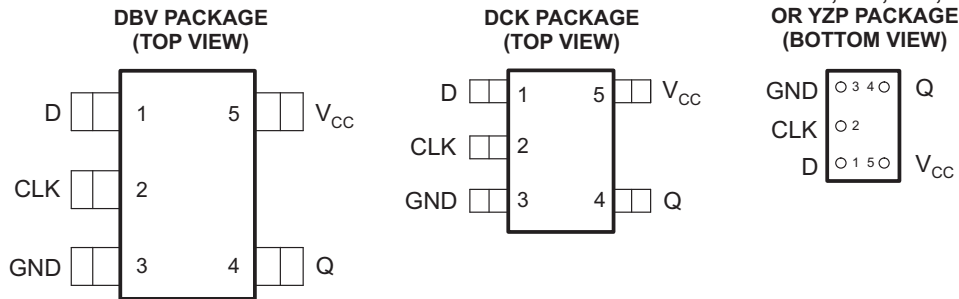 DBV PACKAGE
(TOP VIEW)
D 1 5 VCC
CLK 2
GND 3 4 Q
DCK PACKAGE
(TOP VIEW)
D 1 5 VCC
CLK 2
GND 3 4 Q
OR YZP PACKAGE
(BOTTOM VIEW)
GND 3 4 Q
CLK 2
D 1 5 VCC